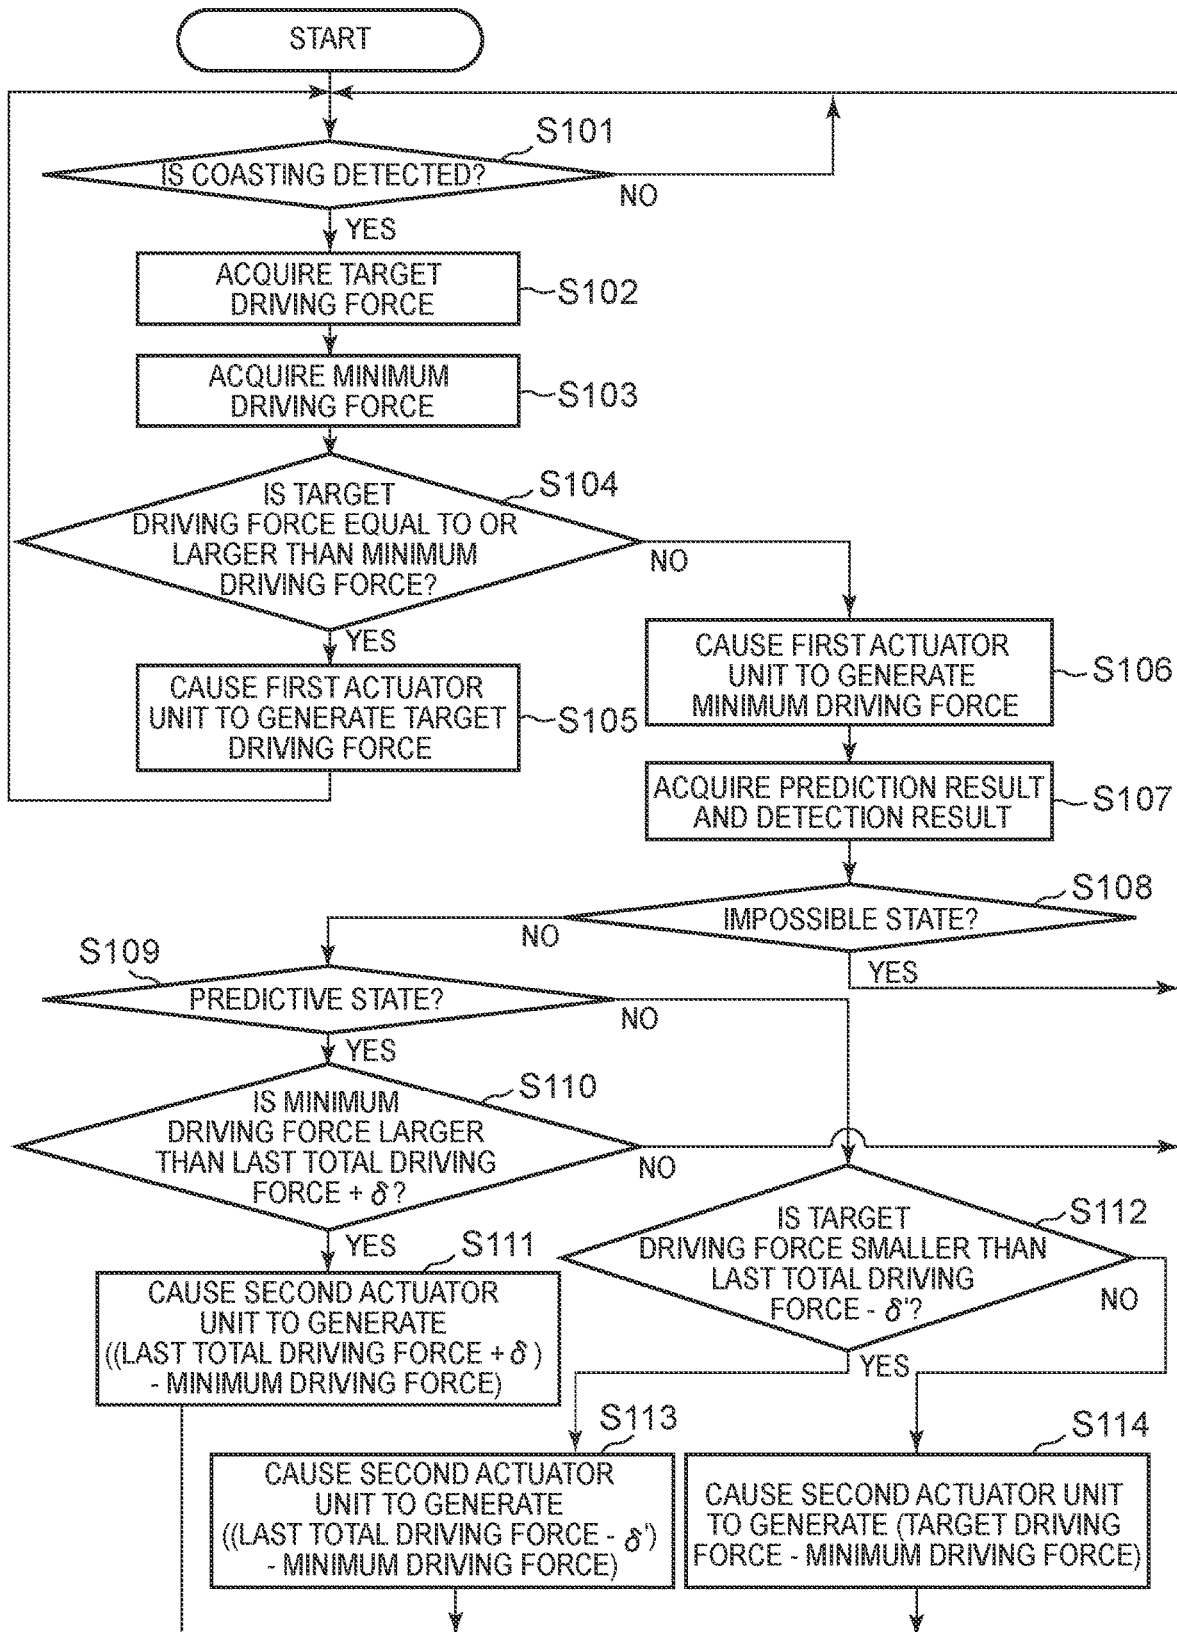 START
S101
IS COASTING DETECTED?
NO
YES
ACQUIRE TARGET
DRIVING FORCE
S102
ACQUIRE MINIMUM
DRIVING FORCE
S103
S104
IS TARGET
DRIVING FORCE EQUAL TO OR
LARGER THAN MINIMUM
DRIVING FORCE?
NO
YES
CAUSE FIRST ACTUATOR
UNIT TO GENERATE TARGET
DRIVING FORCE
S105
CAUSE FIRST ACTUATOR
UNIT TO GENERATE
MINIMUM DRIVING FORCE
S106
ACQUIRE PREDICTION RESULT
AND DETECTION RESULT
S107
S108
IMPOSSIBLE STATE?
NO
YES
S109
PREDICTIVE STATE?
NO
YES
S110
IS MINIMUM
DRIVING FORCE LARGER
THAN LAST TOTAL DRIVING
FORCE + δ?
NO
YES
S111
CAUSE SECOND ACTUATOR
UNIT TO GENERATE
((LAST TOTAL DRIVING FORCE + δ )
- MINIMUM DRIVING FORCE)
S112
IS TARGET
DRIVING FORCE SMALLER THAN
LAST TOTAL DRIVING
FORCE - δ'?
NO
YES
S113
CAUSE SECOND ACTUATOR
UNIT TO GENERATE
((LAST TOTAL DRIVING FORCE - δ')
- MINIMUM DRIVING FORCE)
S114
CAUSE SECOND ACTUATOR UNIT
TO GENERATE (TARGET DRIVING
FORCE - MINIMUM DRIVING FORCE)